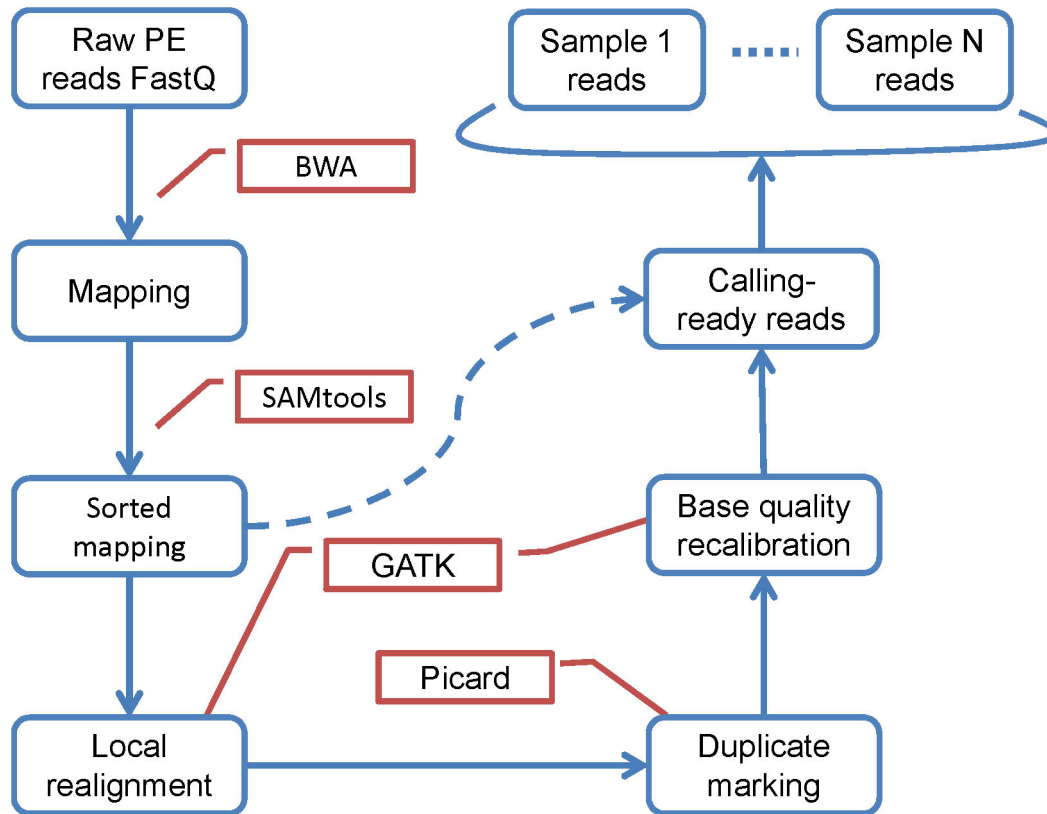 Raw PE
reads FastQ
Sample 1
reads
Sample N
reads
BWA
Mapping
Calling-
ready reads
SAMtools
Sorted
mapping
Base quality
recalibration
GATK
Picard
Local
realignment
Duplicate
marking